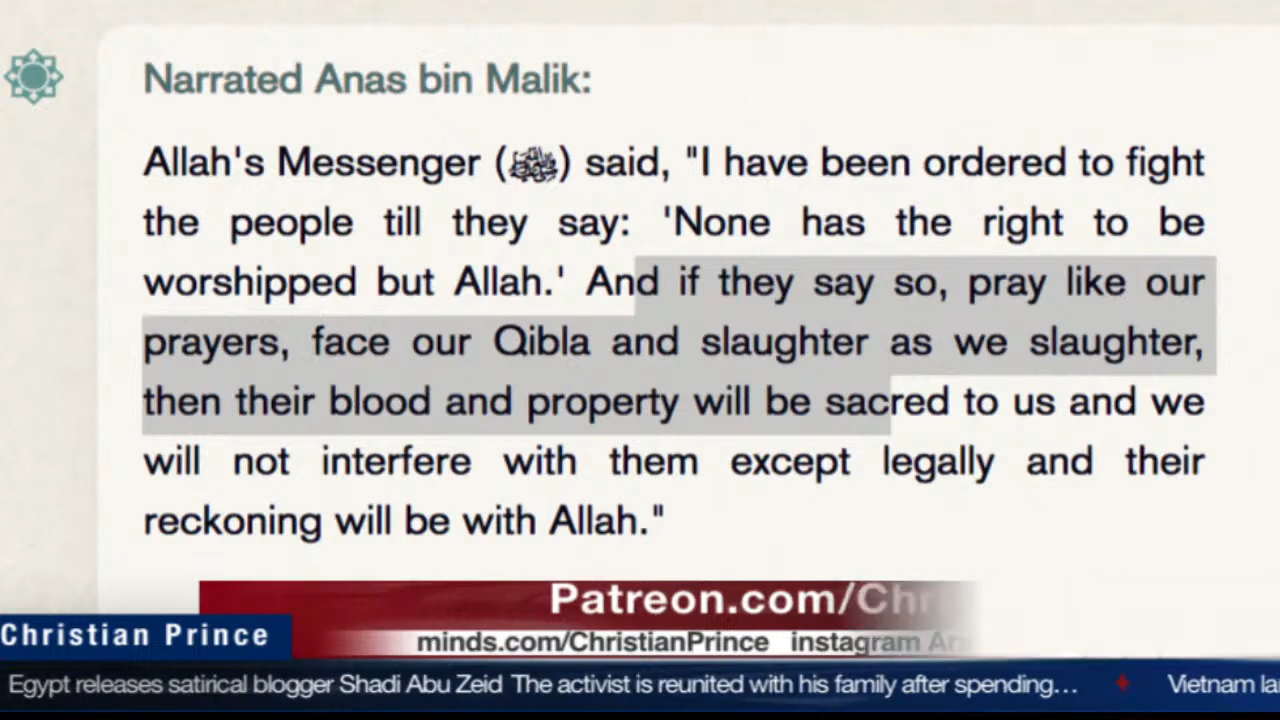 Narrated Anas bin Malik:
Allah's Messenger (ﷺ) said, "I have been ordered to fight
the people till they say: 'None has the right to be
worshipped but Allah.' And if they say so, pray like our
prayers, face our Qibla and slaughter as we slaughter,
then their blood and property will be sacred to us and we
will not interfere with them except legally and their
reckoning will be with Allah."
Patreon.com/Chr
Christian Prince
minds.com/ChristianPrince instagram
Egypt releases satirical blogger Shadi Abu Zeid The activist is reunited with his family after spending... Vietnam